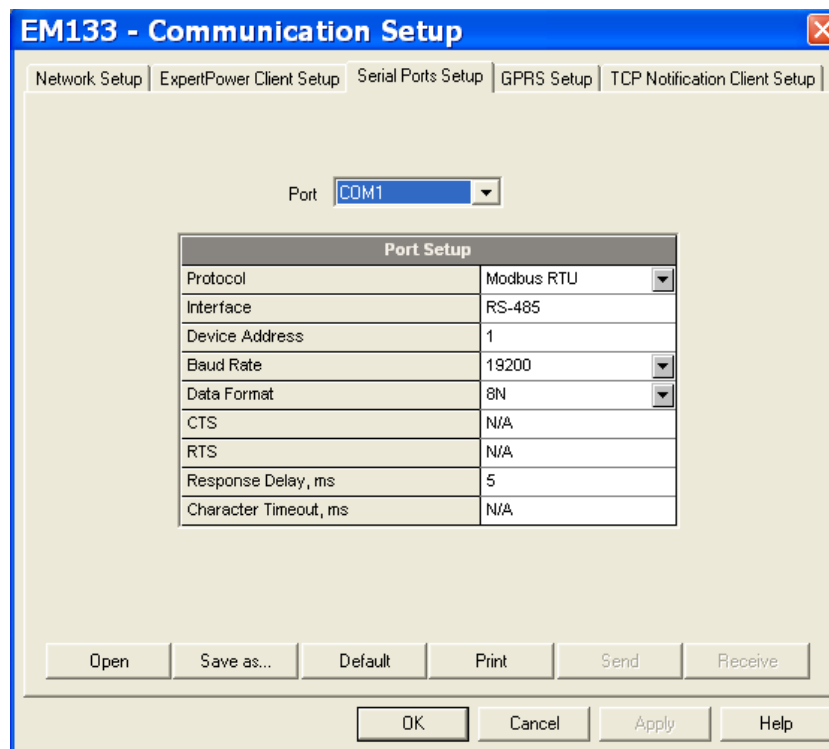 EM133 - Communication Setup
Network Setup ExpertPower Client Setup Serial Ports Setup GPRS Setup TCP Notification Client Setup
Port COM1
Port Setup
Protocol Modbus RTU
Interface RS-485
Device Address 1
Baud Rate 19200
Data Format 8N
CTS N/A
RTS N/A
Response Delay, ms 5
Character Timeout, ms N/A
Open Save as... Default Print Send Receive
OK Cancel Apply Help